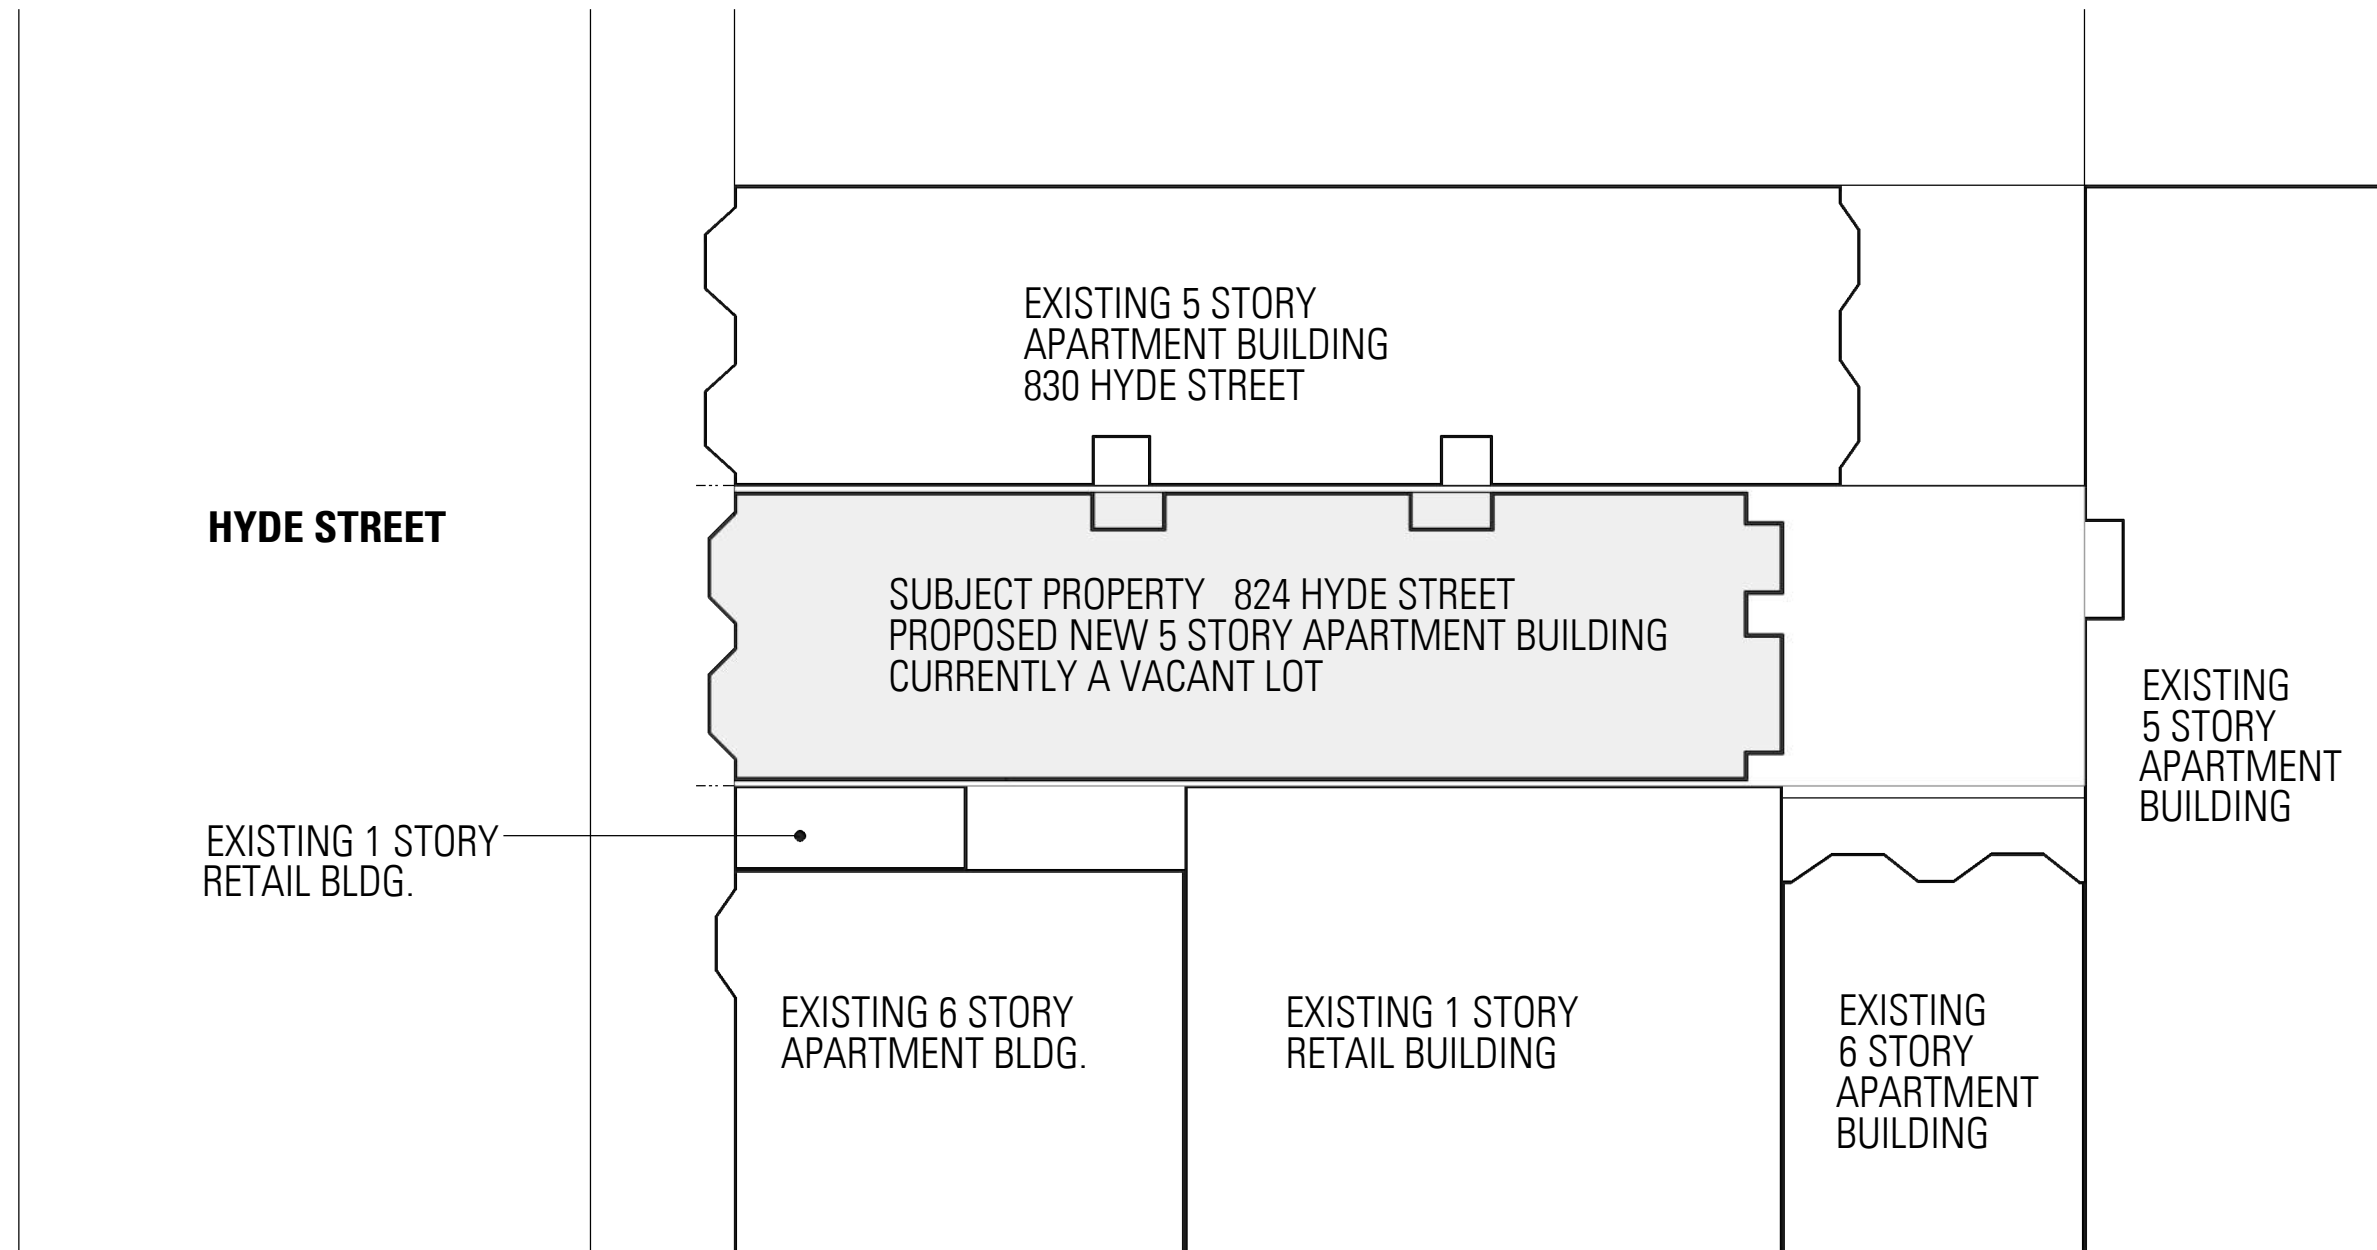 EXISTING 5 STORY
APARTMENT BUILDING
830 HYDE STREET
HYDE STREET
SUBJECT PROPERTY 824 HYDE STREET
PROPOSED NEW 5 STORY APARTMENT BUILDING
CURRENTLY A VACANT LOT
EXISTING
5 STORY
APARTMENT
BUILDING
EXISTING 1 STORY
RETAIL BLDG.
EXISTING 6 STORY
APARTMENT BLDG.
EXISTING 1 STORY
RETAIL BUILDING
EXISTING
6 STORY
APARTMENT
BUILDING